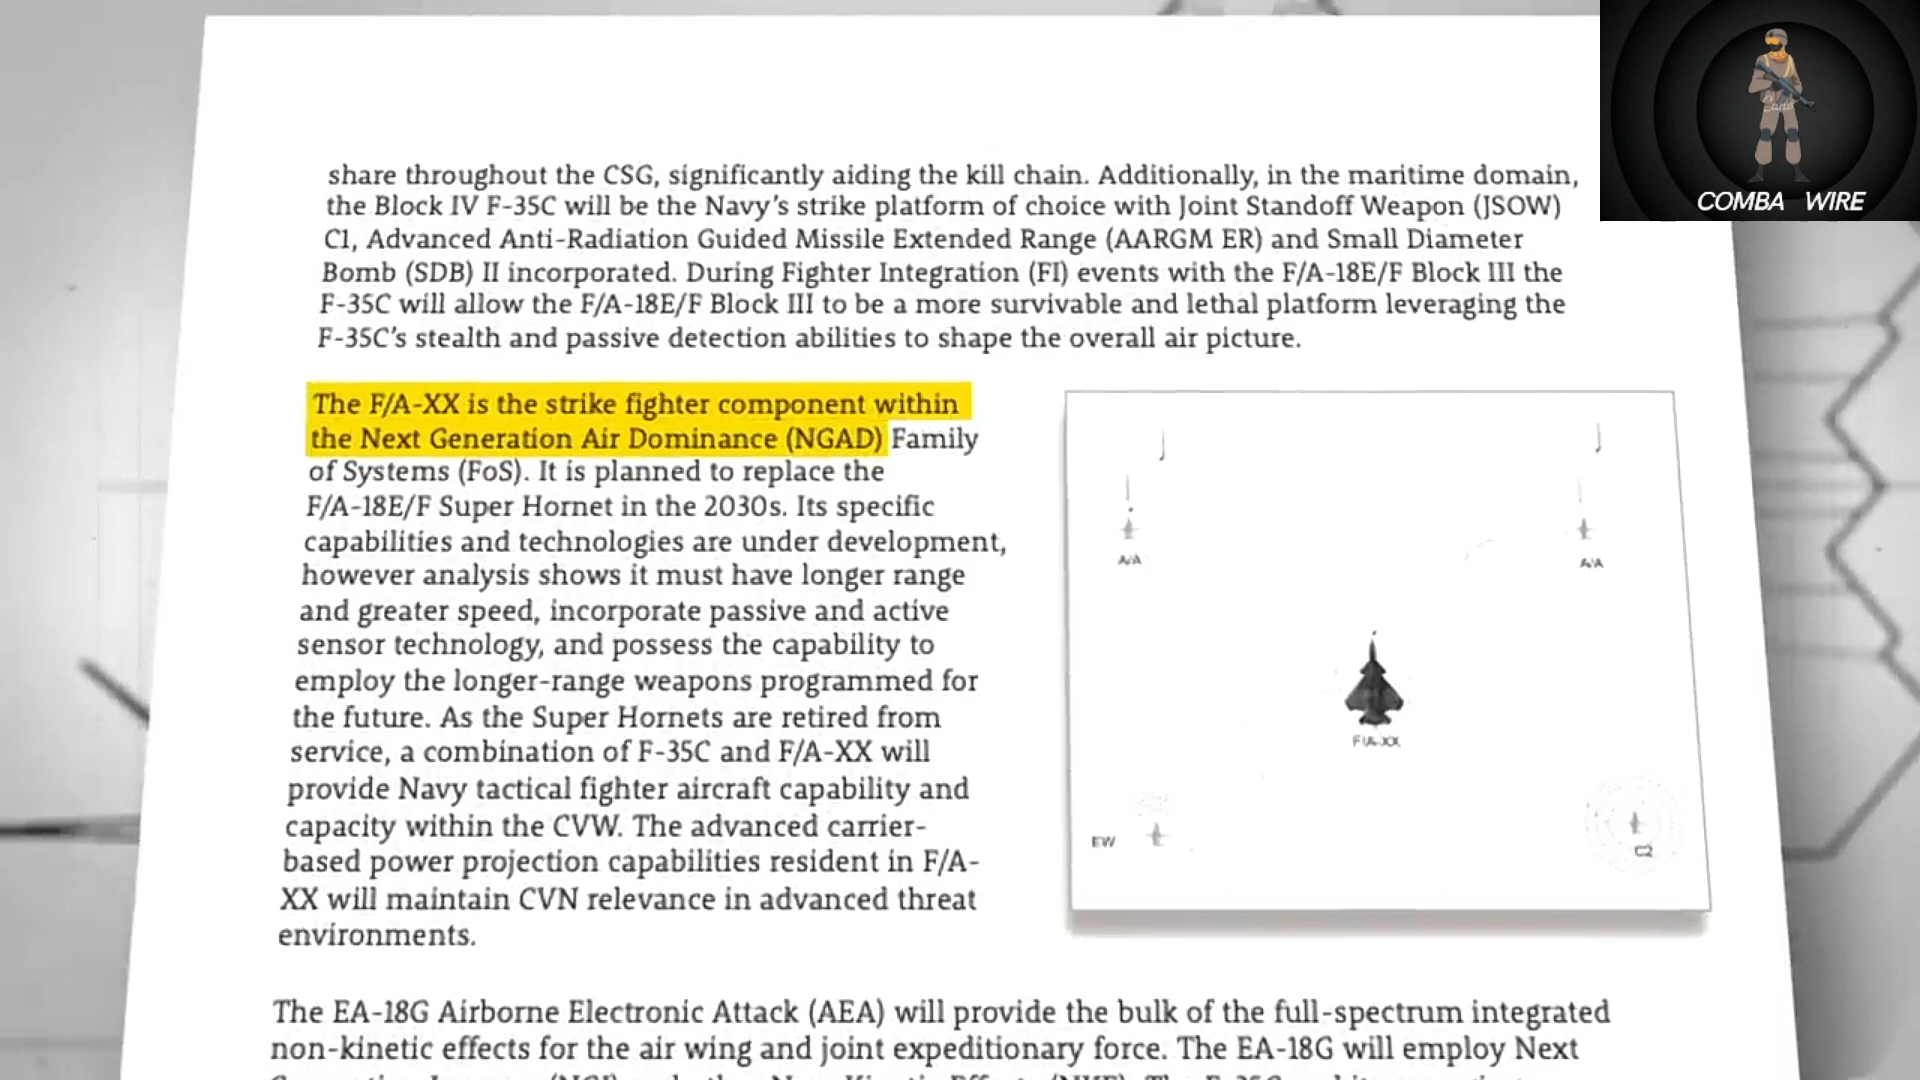 COMBA WIRE
share throughout the CSG, significantly aiding the kill chain. Additionally, in the maritime domain,
the Block IV F-35C will be the Navy's strike platform of choice with Joint Standoff Weapon (JSOW)
C1, Advanced Anti-Radiation Guided Missile Extended Range (AARGM ER) and Small Diameter
Bomb (SDB) II incorporated. During Fighter Integration (FI) events with the F/A-18E/F Block III the
F-35C will allow the F/A-18E/F Block III to be a more survivable and lethal platform leveraging the
F-35C's stealth and passive detection abilities to shape the overall air picture.
The F/A-XX is the strike fighter component within
the Next Generation Air Dominance (NGAD) Family
of Systems (FoS). It is planned to replace the
F/A-18E/F Super Hornet in the 2030s. Its specific
capabilities and technologies are under development,
however analysis shows it must have longer range
and greater speed, incorporate passive and active
sensor technology, and possess the capability to
employ the longer-range weapons programmed for
the future. As the Super Hornets are retired from
service, a combination of F-35C and F/A-XX will
provide Navy tactical fighter aircraft capability and
capacity within the CVW. The advanced carrier-
based power projection capabilities resident in F/A-
XX will maintain CVN relevance in advanced threat
environments.
A/A
A/A
F/A-XX
EW
C2
The EA-18G Airborne Electronic Attack (AEA) will provide the bulk of the full-spectrum integrated
non-kinetic effects for the air wing and joint expeditionary force. The EA-18G will employ Next